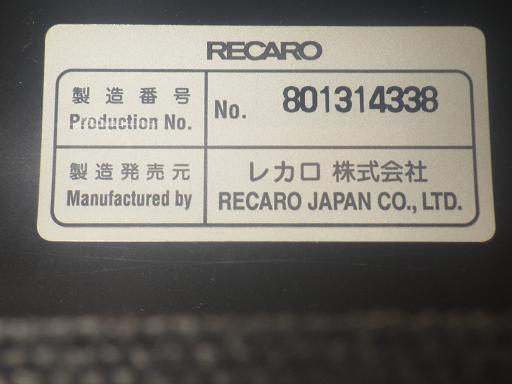 RECARO
製造番号
Production No.
No. 801314338
製造発売元
Manufactured by
レカロ 株式会社
RECARO JAPAN CO., LTD.